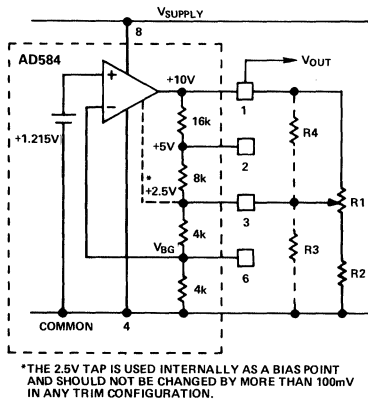 VSUPPLY
8
AD584
VOUT
+10V
1
16k
R4
+1.215V
+5V
2
8k
*
+2.5V
3
R1
4k
VBG
6
R3
R2
4k
COMMON 4
*THE 2.5V TAP IS USED INTERNALLY AS A BIAS POINT
AND SHOULD NOT BE CHANGED BY MORE THAN 100mV
IN ANY TRIM CONFIGURATION.